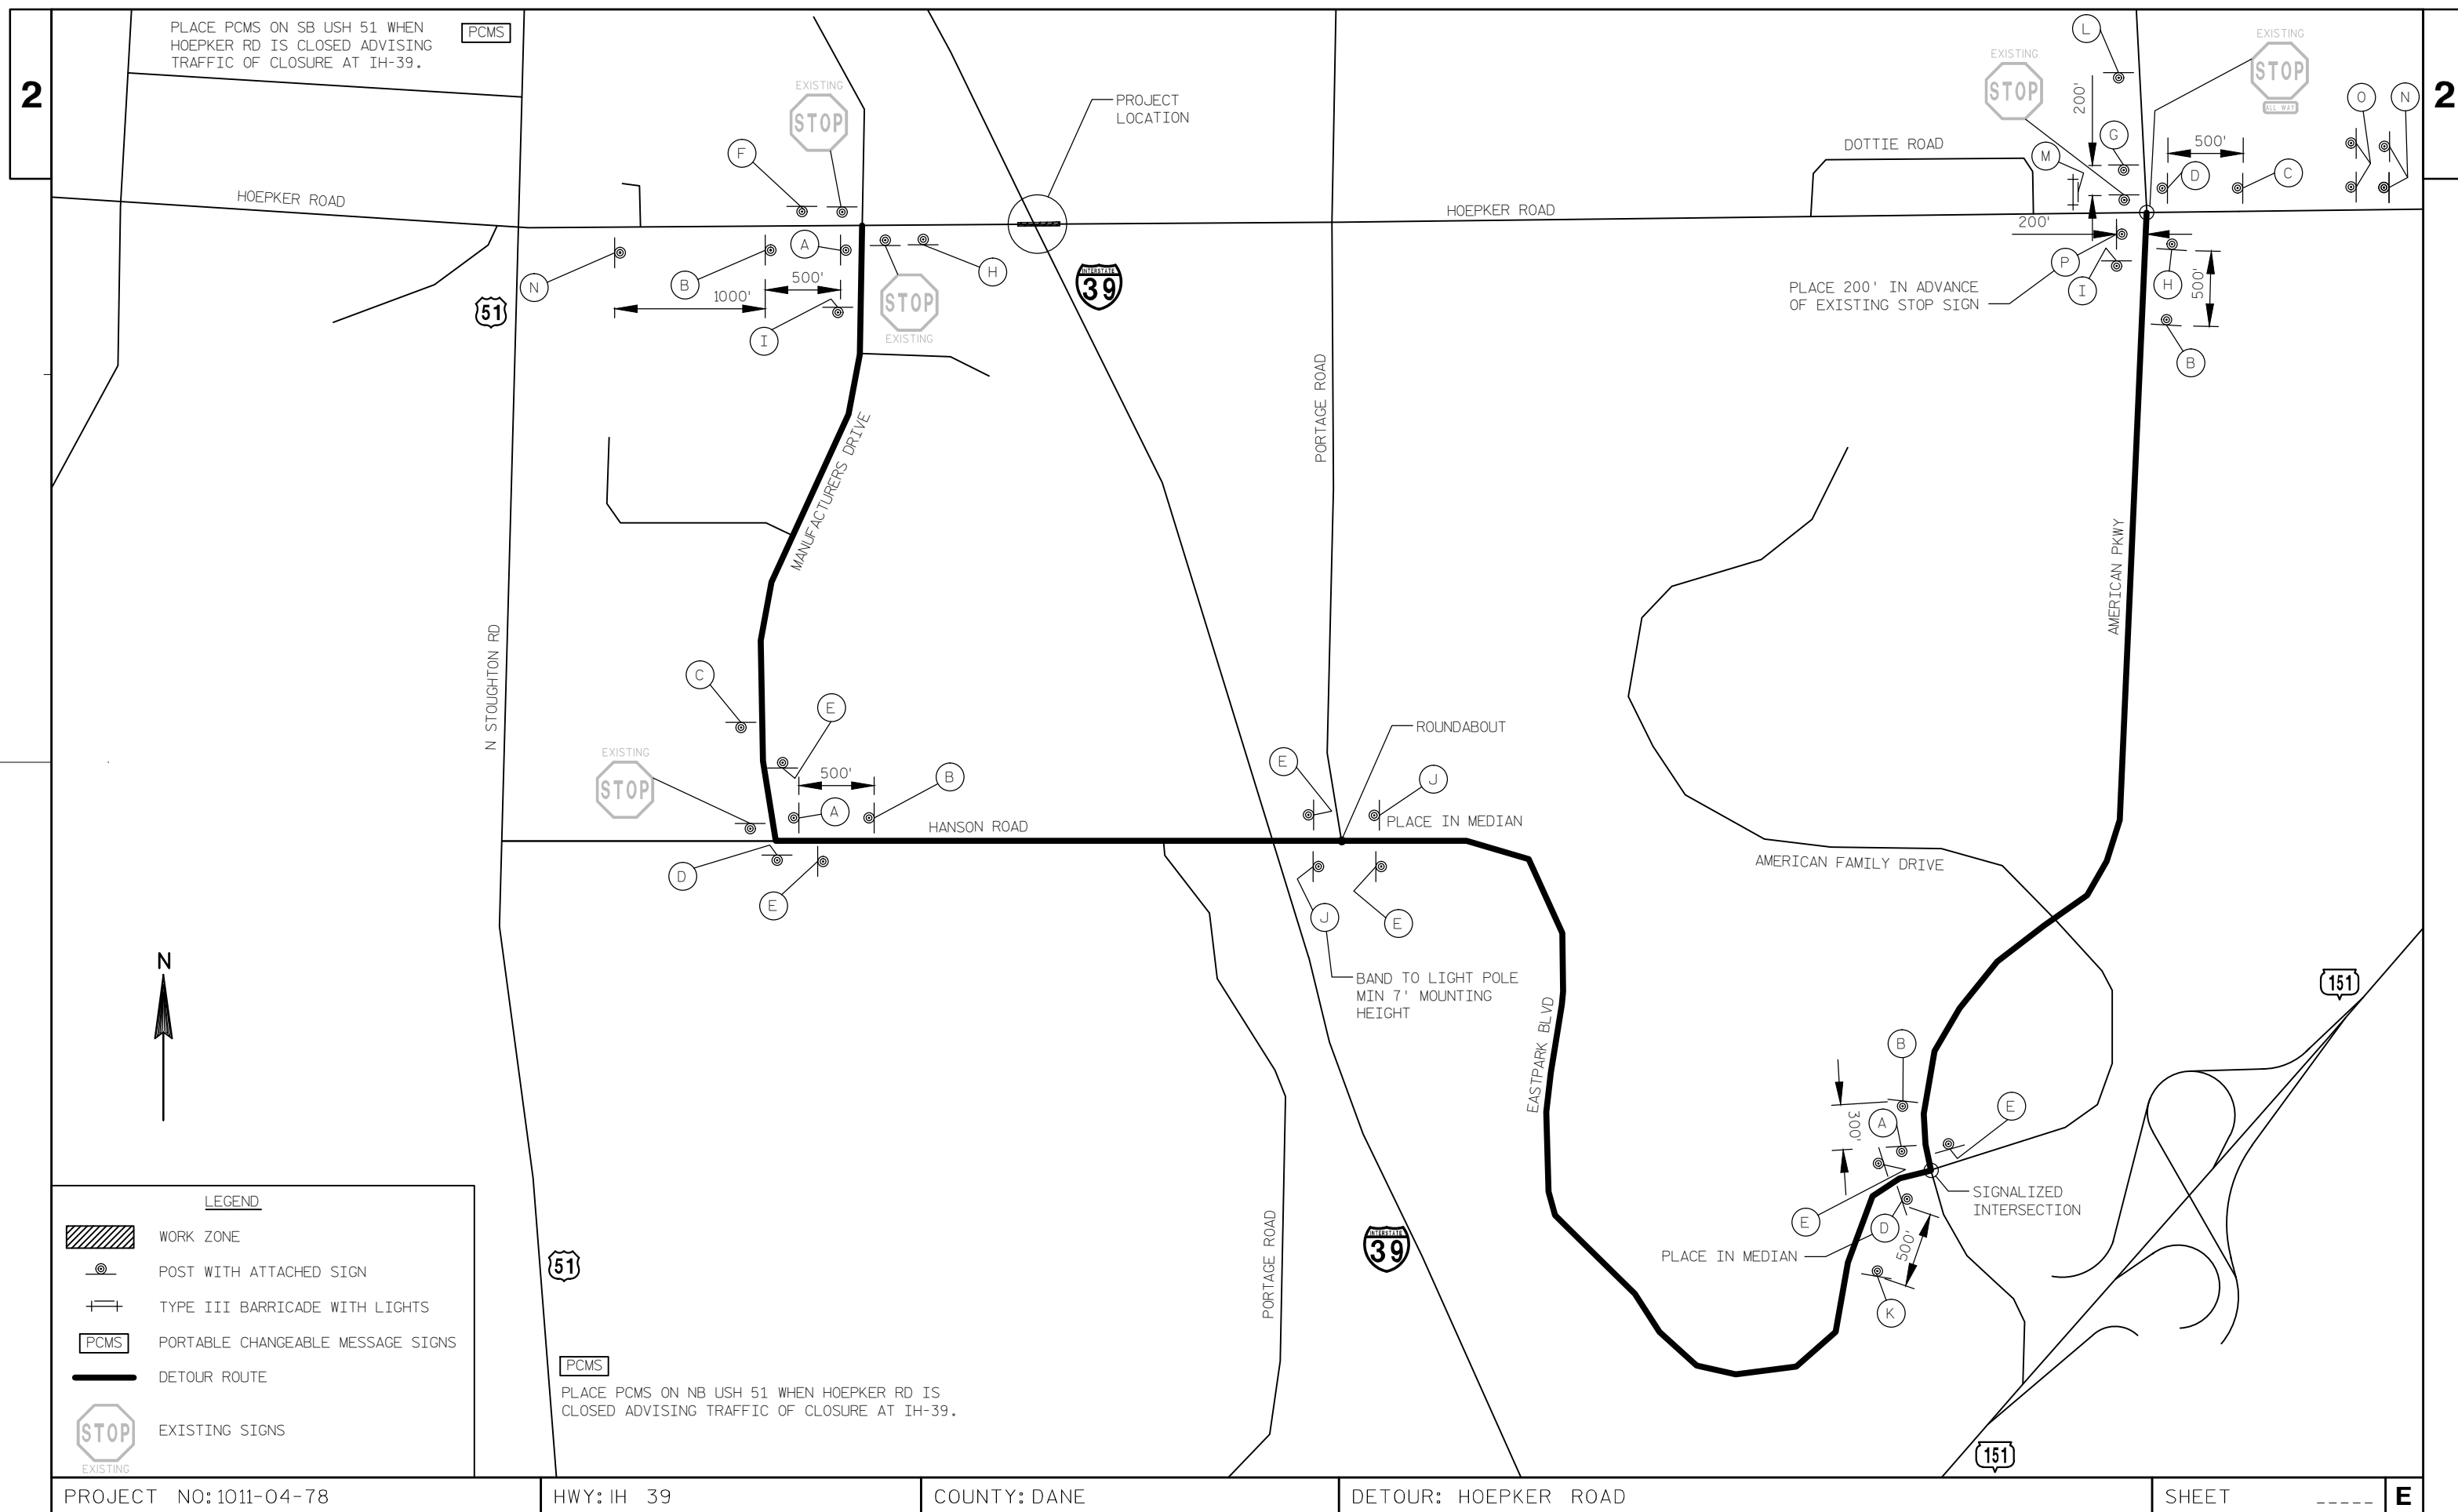 PLACE PCMS ON SB USH 51 WHEN
HOEPKER RD IS CLOSED ADVISING
TRAFFIC OF CLOSURE AT IH-39.
PCMS
2
2
EXISTING
STOP
F
PROJECT
LOCATION
EXISTING
STOP
L
200'
EXISTING
STOP
ALL WAY
O
N
DOTTIE ROAD
M
G
500'
D
C
HOEPKER ROAD
HOEPKER ROAD
200'
A
B
N
500'
1000'
I
H
STOP
EXISTING
51
INTERSTATE
39
PLACE 200' IN ADVANCE
OF EXISTING STOP SIGN
P
I
H
500'
B
PORTAGE ROAD
MANUFACTURERS DRIVE
AMERICAN PKWY
N STOUGHTON RD
C
E
EXISTING
STOP
500'
B
A
HANSON ROAD
D
E
ROUNDABOUT
E
J
PLACE IN MEDIAN
J
E
BAND TO LIGHT POLE
MIN 7' MOUNTING
HEIGHT
AMERICAN FAMILY DRIVE
N
EASTPARK BLVD
151
B
300'
A
E
E
D
SIGNALIZED
INTERSECTION
PLACE IN MEDIAN
500'
K
PORTAGE ROAD
INTERSTATE
39
51
PCMS
PLACE PCMS ON NB USH 51 WHEN HOEPKER RD IS
CLOSED ADVISING TRAFFIC OF CLOSURE AT IH-39.
151
LEGEND
WORK ZONE
POST WITH ATTACHED SIGN
TYPE III BARRICADE WITH LIGHTS
PCMS PORTABLE CHANGEABLE MESSAGE SIGNS
DETOUR ROUTE
STOP EXISTING SIGNS
EXISTING
PROJECT NO: 1011-04-78
HWY: IH 39
COUNTY: DANE
DETOUR: HOEPKER ROAD
SHEET _____
E